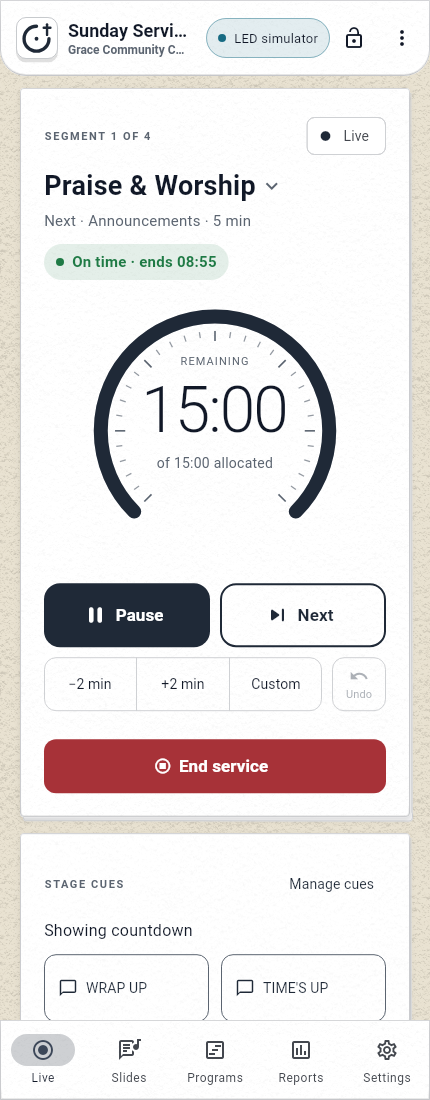 Sunday Servi...
Grace Community C...
LED simulator
SEGMENT 1 OF 4
Live
Praise & Worship
Next · Announcements · 5 min
On time · ends 08:55
REMAINING
15:00
of 15:00 allocated
Pause
Next
−2 min
+2 min
Custom
Undo
End service
STAGE CUES
Manage cues
Showing countdown
WRAP UP
TIME'S UP
Live
Slides
Programs
Reports
Settings